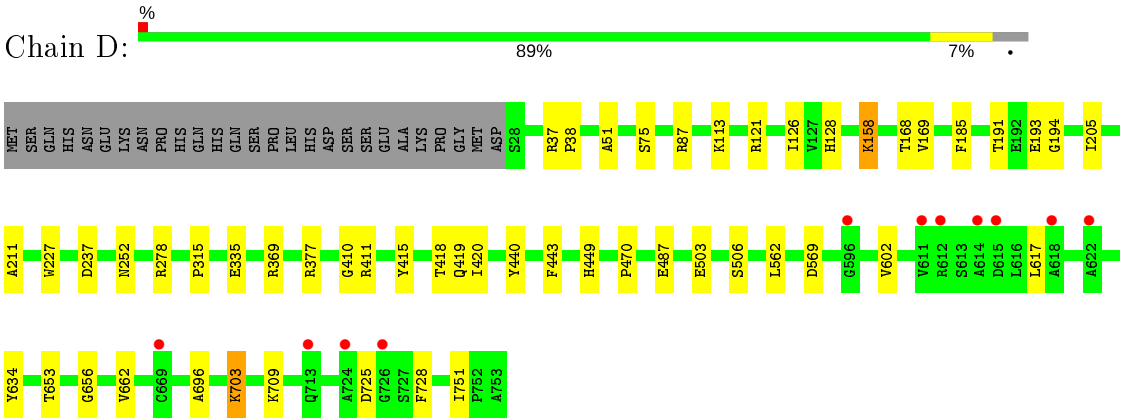 %
Chain D:
89% 7% •
MET SER GLN HIS ASN GLU LYS ASN PRO HIS GLN HIS GLN SER PRO LEU HIS ASP SER SER GLU ALA LYS PRO GLY MET ASP S28 R37 P38 A51 S75 R87 K113 R121 I126 V127 H128 K158 T168 V169 F185 T191 E192 E193 G194 I205
A211 W227 D237 N252 R278 P315 E335 R369 R377 G410 R411 Y415 T418 Q419 I420 Y440 F443 H449 P470 E487 E503 S506 L562 D569 G596 V602 V611 R612 S613 A614 D615 L616 L617 A618 A622
Y634 T653 G656 V662 C669 A696 K703 K709 Q713 A724 D725 G726 S727 F728 I751 P752 A753